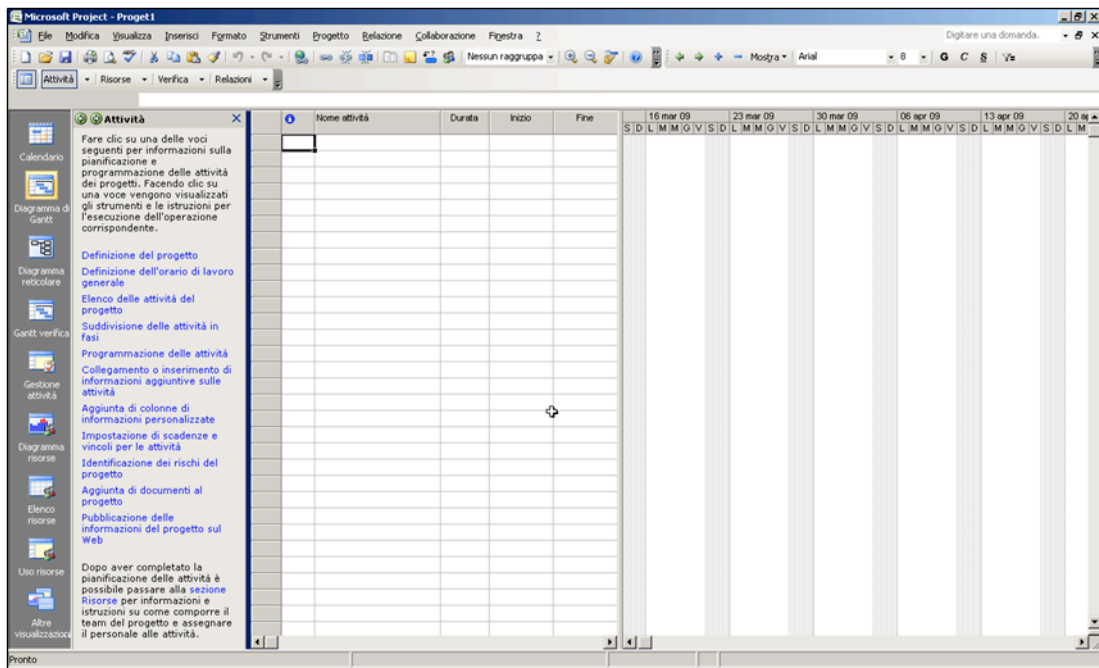 Microsoft Project - Proget1
File Modifica Visualizza Inserisci Formato Strumenti Progetto Relazione Collaborazione Finestra ? Digitare una domanda.
Nessun raggruppa Mostra Arial 8 G C S
Attività Risorse Verifica Relazioni
Calendario
Diagramma di
Gantt
Diagramma
reticolare
Gantt verifica
Gestione
attività
Diagramma
risorse
Elenco
risorse
Uso risorse
Altre
visualizzazioni
Attività
Fare clic su una delle voci
seguenti per informazioni sulla
pianificazione e
programmazione delle attività
dei progetti. Facendo clic su
una voce vengono visualizzati
gli strumenti e le istruzioni per
l'esecuzione dell'operazione
corrispondente.
Definizione del progetto
Definizione dell'orario di lavoro
generale
Elenco delle attività del
progetto
Suddivisione delle attività in
fasi
Programmazione delle attività
Collegamento o inserimento di
informazioni aggiuntive sulle
attività
Aggiunta di colonne di
informazioni personalizzate
Impostazione di scadenze e
vincoli per le attività
Identificazione dei rischi del
progetto
Aggiunta di documenti al
progetto
Pubblicazione delle
informazioni del progetto sul
Web
Dopo aver completato la
pianificazione delle attività è
possibile passare alla sezione
Risorse per informazioni e
istruzioni su come comporre il
team del progetto e assegnare
il personale alle attività.
Nome attività Durata Inizio Fine
16 mar 09 23 mar 09 30 mar 09 06 apr 09 13 apr 09 20 ap
S D L M M G V S D L M M G V S D L M M G V S D L M M G V S D L M M G V S D L M
Pronto